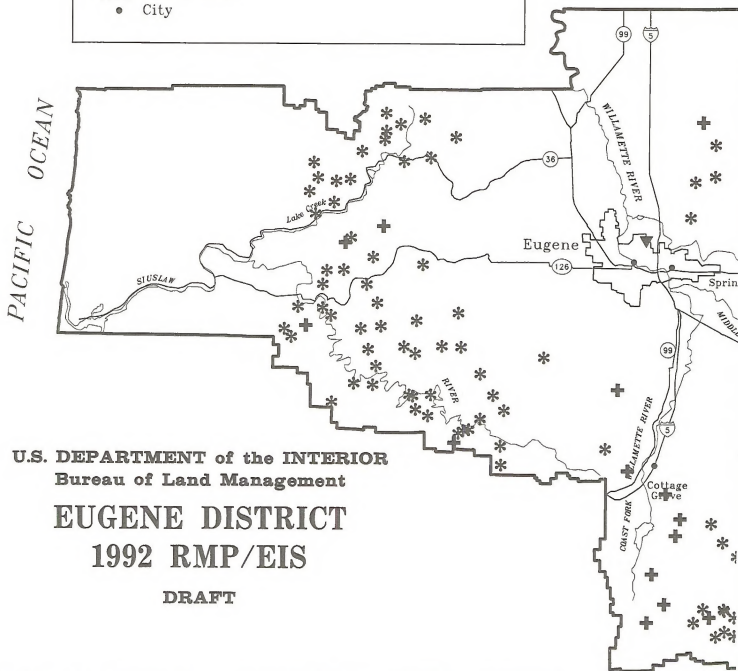 • City
99
5
PACIFIC OCEAN
WILLAMETTE RIVER
36
Lake Creek
Eugene
126
SIUSLAW
99
RIVER
WILLAMETTE RIVER
5
Cottage
Grove
COAST FORK
U.S. DEPARTMENT of the INTERIOR
Bureau of Land Management
EUGENE DISTRICT
1992 RMP/EIS
DRAFT